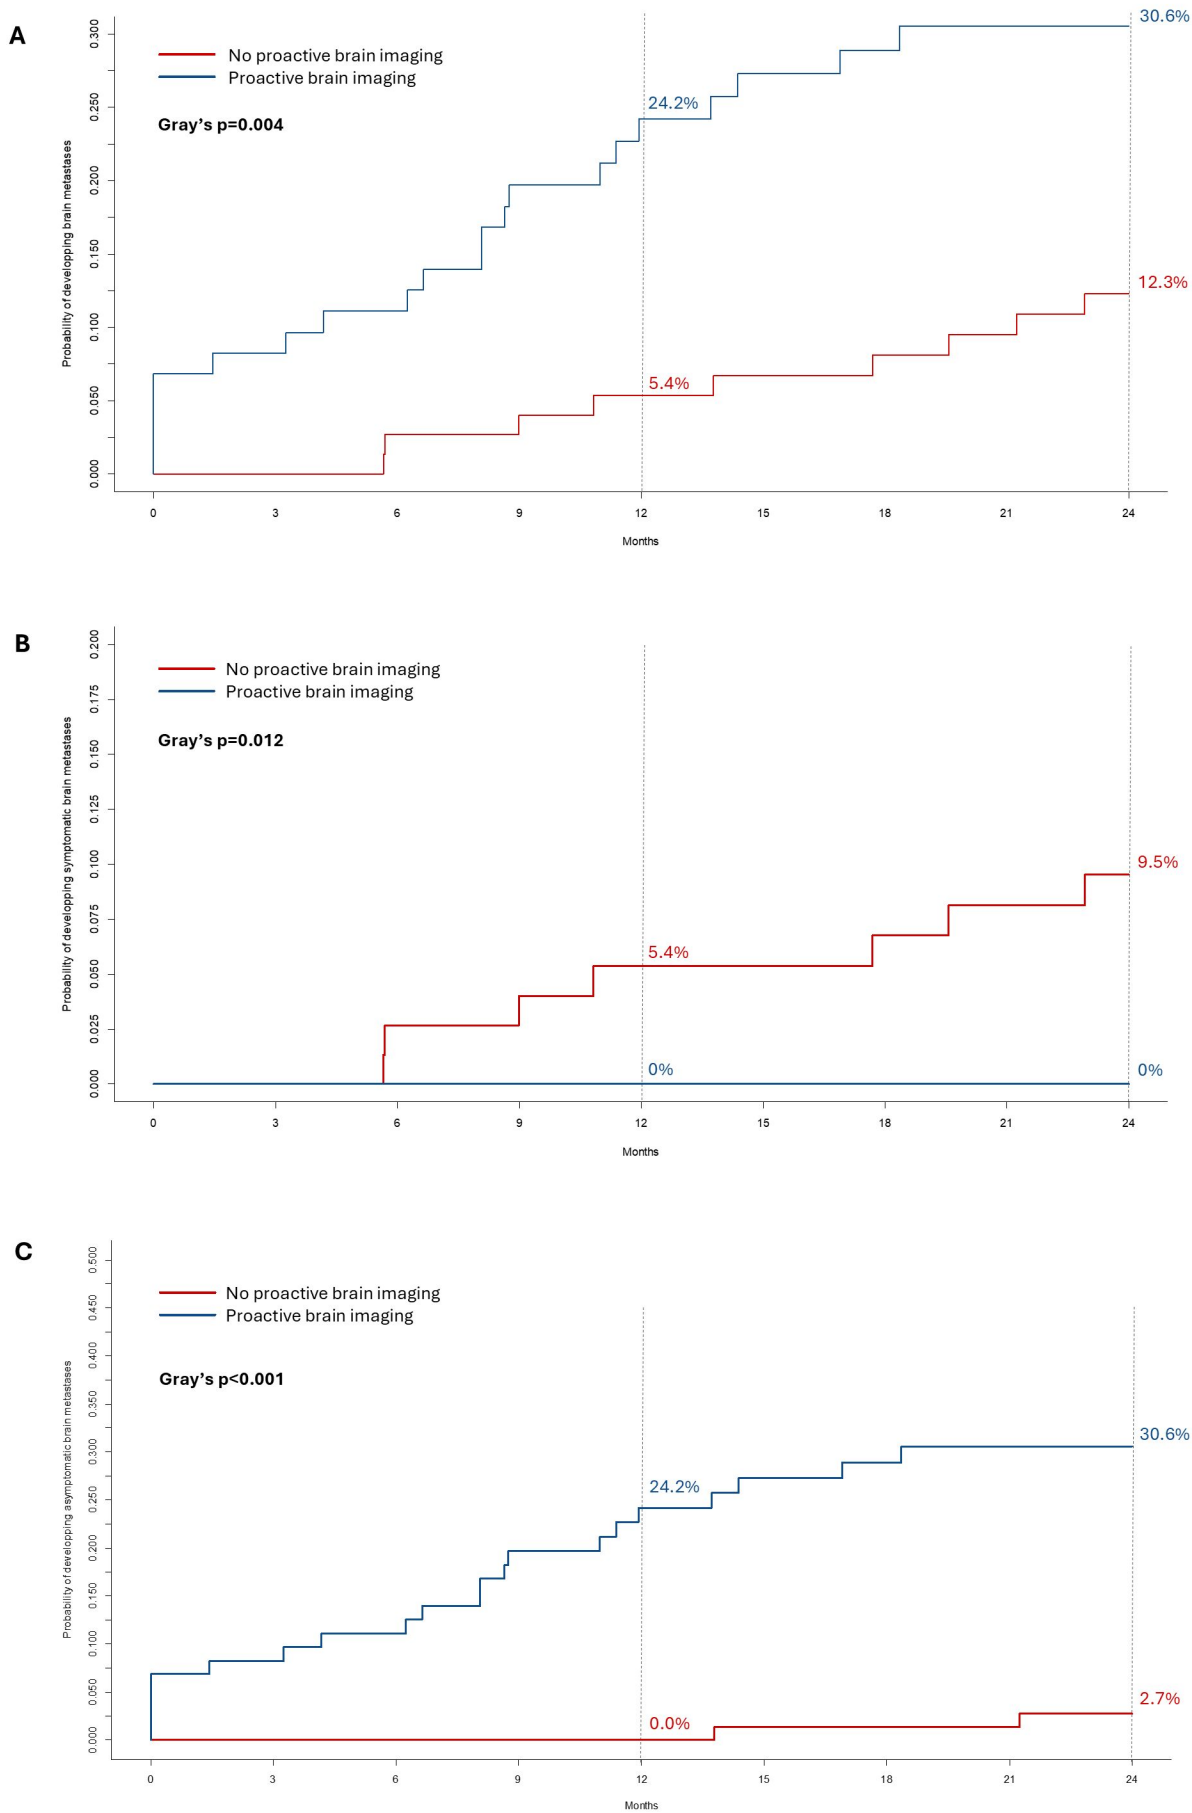 A
No proactive brain imaging
Proactive brain imaging
Gray's p=0.004
Probability of developping brain metastases
0.300
0.250
0.200
0.150
0.100
0.050
0.000
30.6%
24.2%
12.3%
5.4%
0 3 6 9 12 15 18 21 24
Months
B
No proactive brain imaging
Proactive brain imaging
Gray's p=0.012
Probability of developping symptomatic brain metastases
0.200
0.175
0.150
0.125
0.100
0.075
0.050
0.025
0.000
9.5%
5.4%
0%
0%
0 3 6 9 12 15 18 21 24
Months
C
No proactive brain imaging
Proactive brain imaging
Gray's p<0.001
Probability of developping asymptomatic brain metastases
0.500
0.450
0.400
0.350
0.300
0.250
0.200
0.150
0.100
0.050
0.000
30.6%
24.2%
2.7%
0.0%
0 3 6 9 12 15 18 21 24
Months